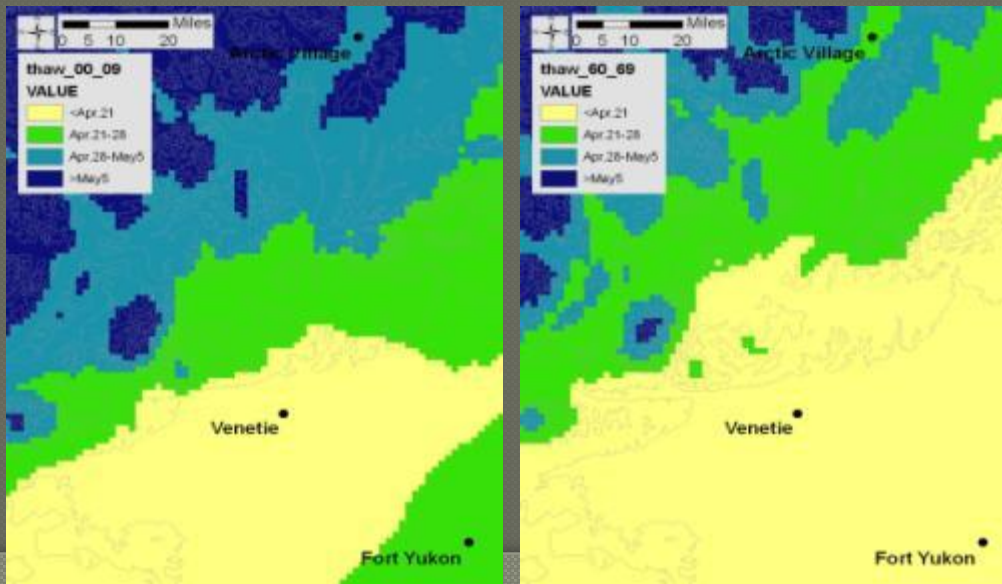 Miles
0 5 10 20
Arctic Village
thaw_00_09
VALUE
<Apr.21
Apr.21-28
Apr.28-May5
>May5
Venetie
Fort Yukon
Miles
0 5 10 20
Arctic Village
thaw_60_69
VALUE
<Apr.21
Apr.21-28
Apr.28-May5
>May5
Venetie
Fort Yukon